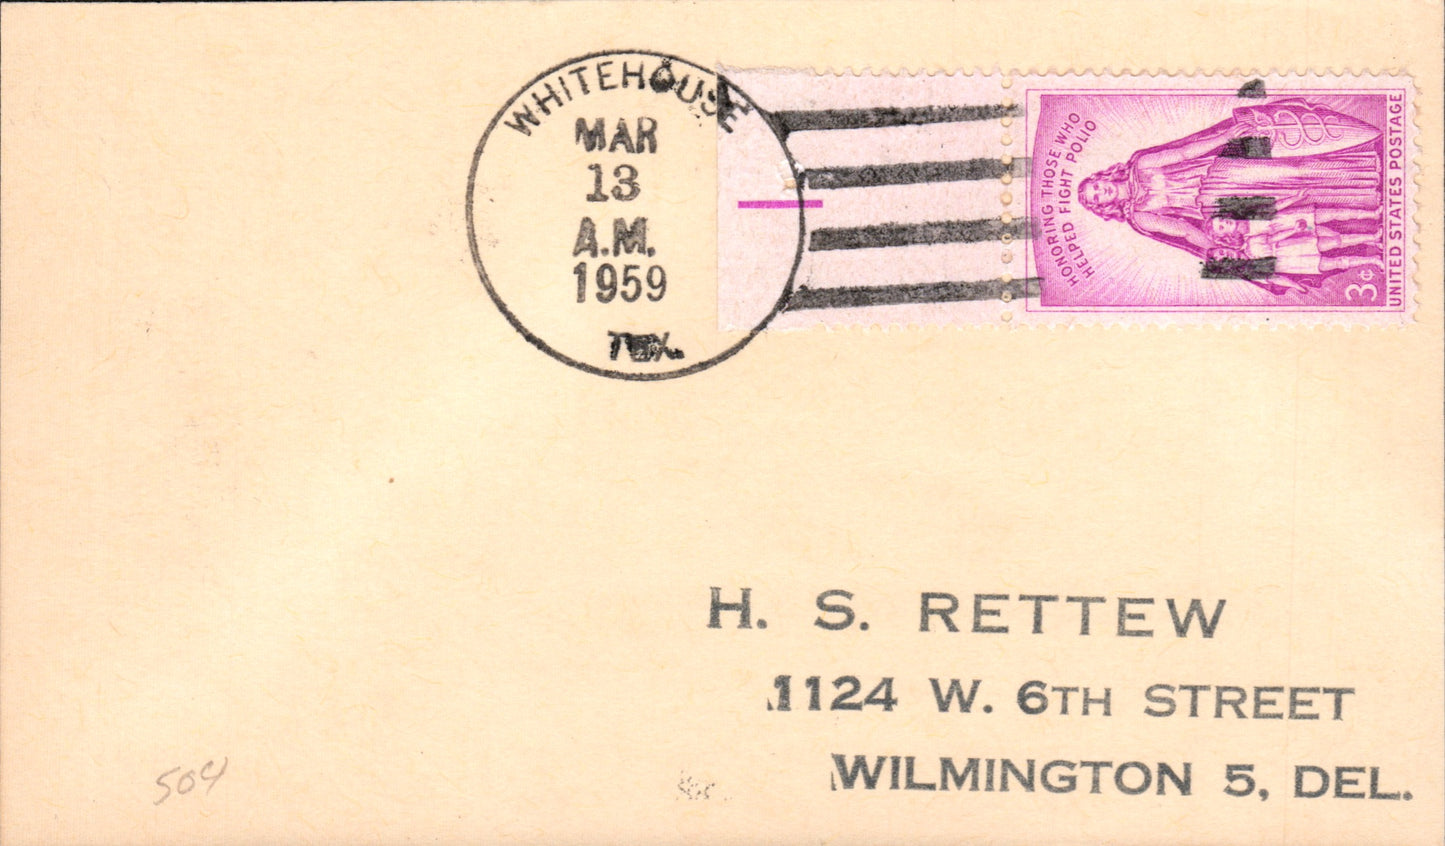 WHITEHOUSE
MAR
13
A.M.
1959
TEX.
HONORING THOSE WHO
HELPED FIGHT POLIO
3¢
UNITED STATES POSTAGE
H. S. RETTEW
1124 W. 6TH STREET
WILMINGTON 5, DEL.
504